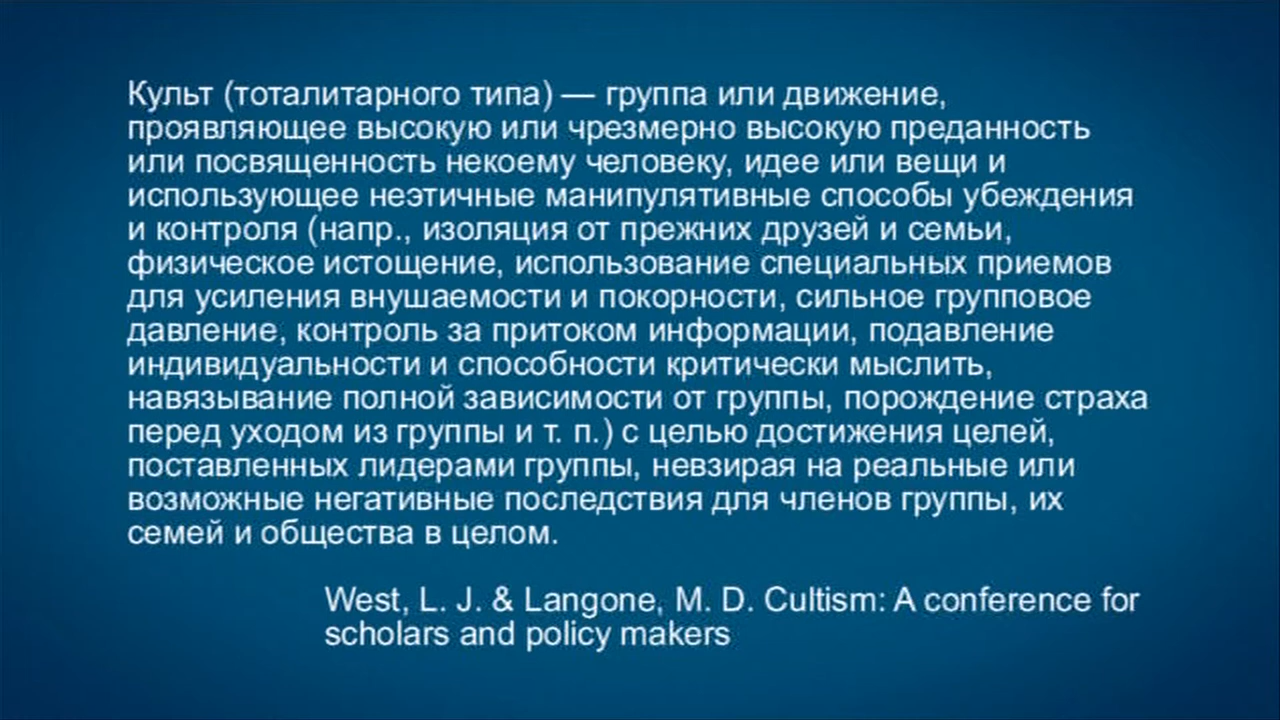 Культ (тоталитарного типа) — группа или движение,
проявляющее высокую или чрезмерно высокую преданность
или посвященность некоему человеку, идее или вещи и
использующее неэтичные манипулятивные способы убеждения
и контроля (напр., изоляция от прежних друзей и семьи,
физическое истощение, использование специальных приемов
для усиления внушаемости и покорности, сильное групповое
давление, контроль за притоком информации, подавление
индивидуальности и способности критически мыслить,
навязывание полной зависимости от группы, порождение страха
перед уходом из группы и т. п.) с целью достижения целей,
поставленных лидерами группы, невзирая на реальные или
возможные негативные последствия для членов группы, их
семей и общества в целом.
West, L. J. & Langone, M. D. Cultism: A conference for
scholars and policy makers